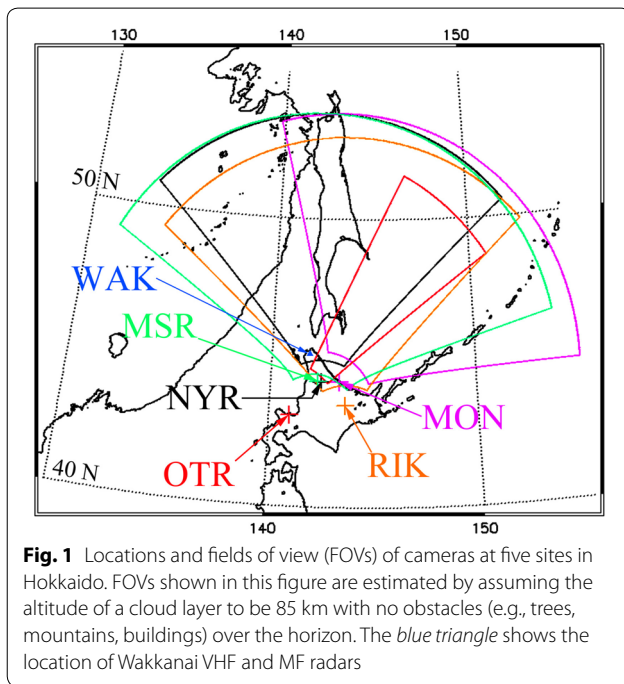 130 140 150
50 N
WAK
MSR
NYR
MON
OTR
RIK
40 N
140 150
Fig. 1 Locations and fields of view (FOVs) of cameras at five sites in
Hokkaido. FOVs shown in this figure are estimated by assuming the
altitude of a cloud layer to be 85 km with no obstacles (e.g., trees,
mountains, buildings) over the horizon. The blue triangle shows the
location of Wakkanai VHF and MF radars